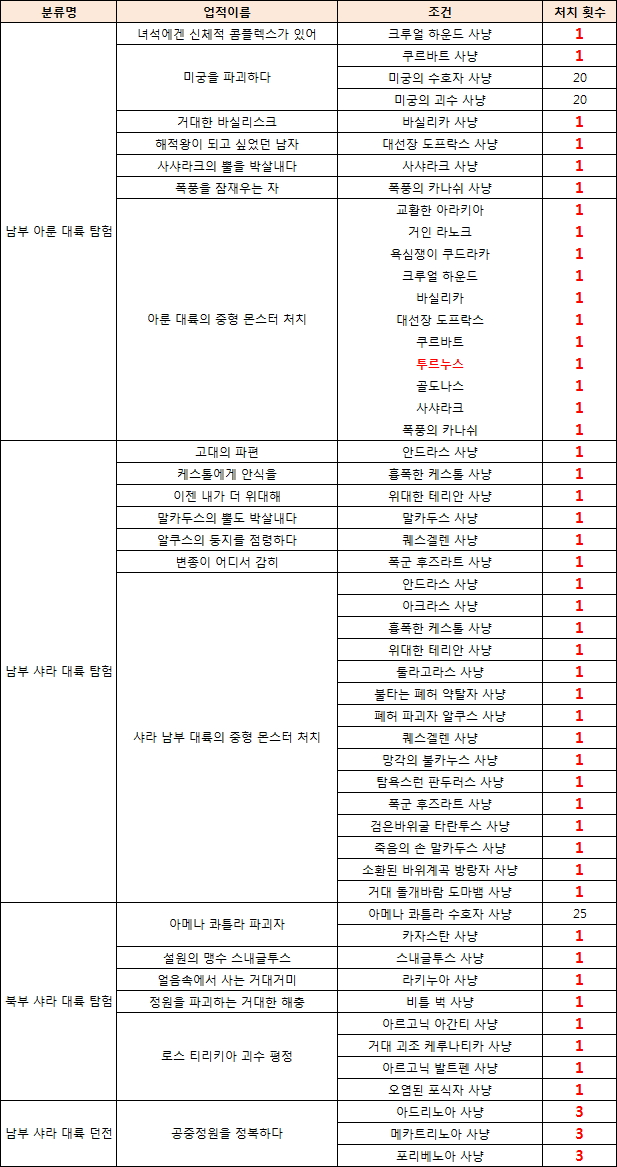 분류명 업적이름 조건 처치 횟수
녀석에겐 신체적 콤플렉스가 있어 크루얼 하운드 사냥 1
쿠르바트 사냥 1
미궁을 파괴하다 미궁의 수호자 사냥 20
미궁의 괴수 사냥 20
거대한 바실리스크 바실리카 사냥 1
해적왕이 되고 싶었던 남자 대선장 도프락스 사냥 1
사샤라크의 뿔을 박살내다 사샤라크 사냥 1
폭풍을 잠재우는 자 폭풍의 카나쉬 사냥 1
교활한 아라키아 1
남부 아룬 대륙 탐험 거인 라노크 1
욕심쟁이 쿠드라카 1
크루얼 하운드 1
바실리카 1
아룬 대륙의 중형 몬스터 처치 대선장 도프락스 1
쿠르바트 1
투르누스 1
골도나스 1
사샤라크 1
폭풍의 카나쉬 1
고대의 파편 안드라스 사냥 1
케스톨에게 안식을 흉폭한 케스톨 사냥 1
이젠 내가 더 위대해 위대한 테리안 사냥 1
말카두스의 뿔도 박살내다 말카두스 사냥 1
알쿠스의 둥지를 점령하다 퀘스겔렌 사냥 1
변종이 어디서 감히 폭군 후즈라트 사냥 1
안드라스 사냥 1
아크라스 사냥 1
흉폭한 케스톨 사냥 1
위대한 테리안 사냥 1
남부 샤라 대륙 탐험 둘라고라스 사냥 1
불타는 폐허 약탈자 사냥 1
폐허 파괴자 알쿠스 사냥 1
샤라 남부 대륙의 중형 몬스터 처치 퀘스겔렌 사냥 1
망각의 불카누스 사냥 1
탐욕스런 판두러스 사냥 1
폭군 후즈라트 사냥 1
검은바위굴 타란투스 사냥 1
죽음의 손 말카두스 사냥 1
소환된 바위계곡 방랑자 사냥 1
거대 돌개바람 도마뱀 사냥 1
아메나 콰틀라 파괴자 아메나 콰틀라 수호자 사냥 25
카자스탄 사냥 1
설원의 맹수 스내글투스 스내글투스 사냥 1
얼음속에서 사는 거대거미 라키누아 사냥 1
북부 샤라 대륙 탐험 정원을 파괴하는 거대한 해충 비틀 벅 사냥 1
아르고닉 아간티 사냥 1
로스 티리키아 괴수 평정 거대 괴조 케루나티카 사냥 1
아르고닉 발트펜 사냥 1
오염된 포식자 사냥 1
아드리노아 사냥 3
남부 샤라 대륙 던전 공중정원을 정복하다 메카트리노아 사냥 3
포리베노아 사냥 3